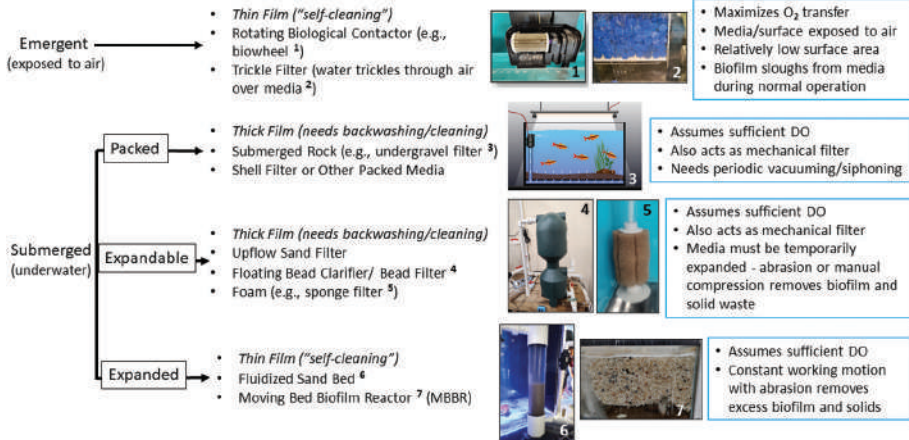 Emergent
(exposed to air)
• Thin Film ("self-cleaning")
• Rotating Biological Contactor (e.g.,
biowheel ¹)
• Trickle Filter (water trickles through air
over media ²)
1
2
• Maximizes O₂ transfer
• Media/surface exposed to air
• Relatively low surface area
• Biofilm sloughs from media
during normal operation
Submerged
(underwater)
Packed
• Thick Film (needs backwashing/cleaning)
• Submerged Rock (e.g., undergravel filter ³)
• Shell Filter or Other Packed Media
3
• Assumes sufficient DO
• Also acts as mechanical filter
• Needs periodic vacuuming/siphoning
Expandable
• Thick Film (needs backwashing/cleaning)
• Upflow Sand Filter
• Floating Bead Clarifier/ Bead Filter ⁴
• Foam (e.g., sponge filter ⁵)
4
5
• Assumes sufficient DO
• Also acts as mechanical filter
• Media must be temporarily
expanded - abrasion or manual
compression removes biofilm and
solid waste
Expanded
• Thin Film ("self-cleaning")
• Fluidized Sand Bed ⁶
• Moving Bed Biofilm Reactor ⁷ (MBBR)
6
7
• Assumes sufficient DO
• Constant working motion
with abrasion removes
excess biofilm and solids